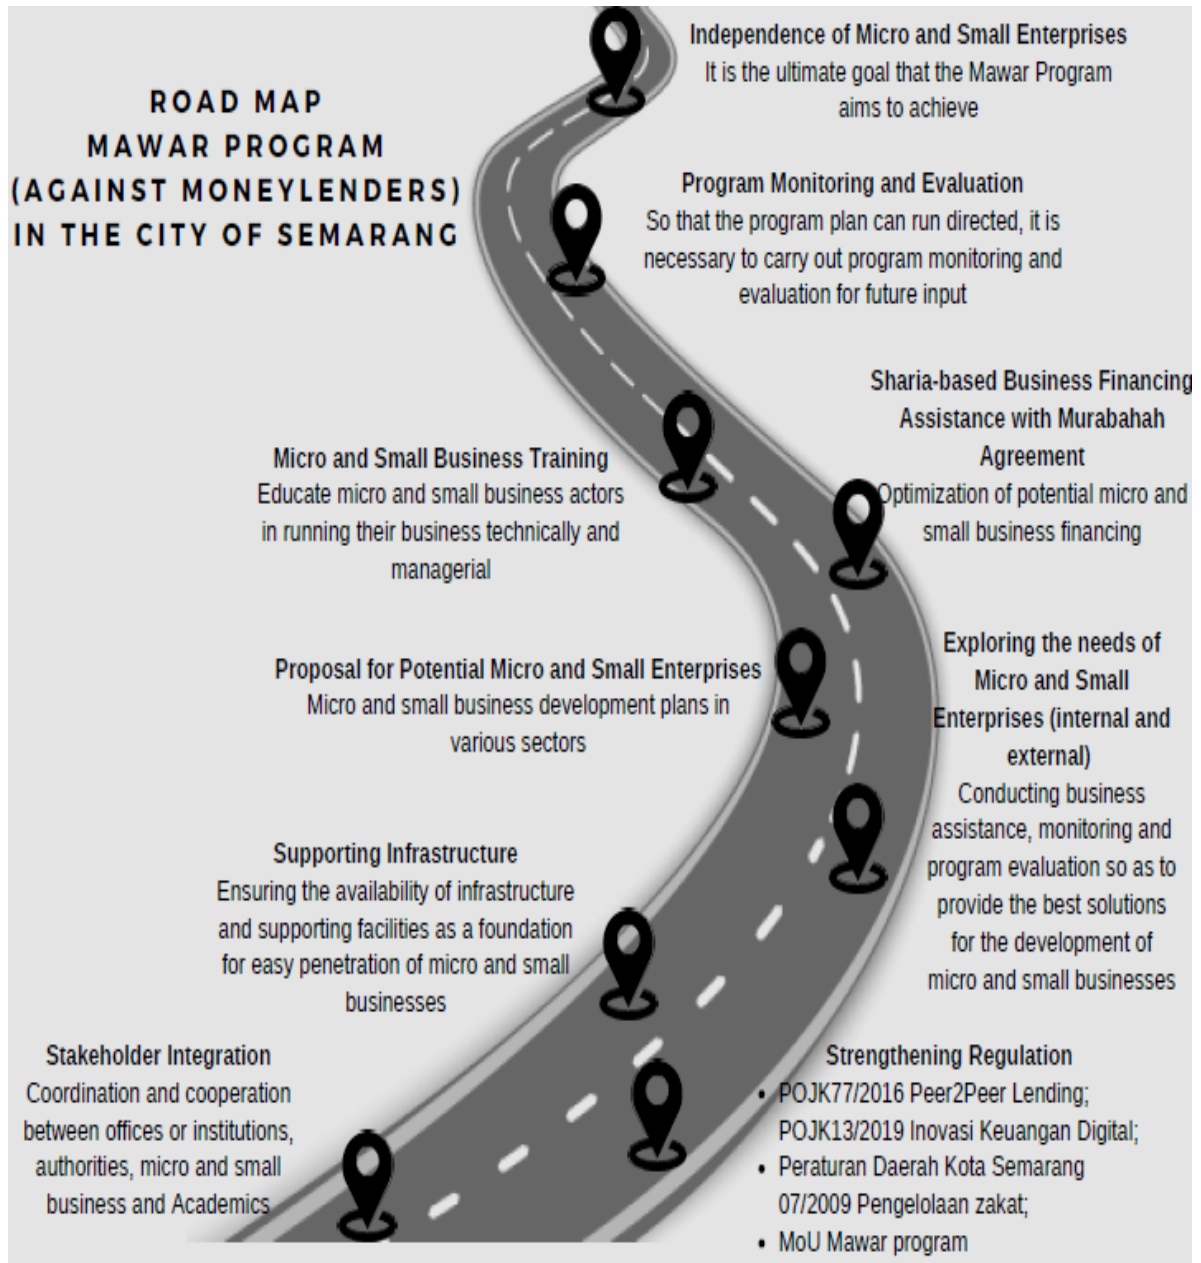 ROAD MAP
MAWAR PROGRAM
(AGAINST MONEYLENDERS)
IN THE CITY OF SEMARANG
Independence of Micro and Small Enterprises
It is the ultimate goal that the Mawar Program
aims to achieve
Program Monitoring and Evaluation
So that the program plan can run directed, it is
necessary to carry out program monitoring and
evaluation for future input
Sharia-based Business Financing
Assistance with Murabahah
Agreement
Optimization of potential micro and
small business financing
Micro and Small Business Training
Educate micro and small business actors
in running their business technically and
managerial
Exploring the needs of
Micro and Small
Enterprises (internal and
external)
Conducting business
assistance, monitoring and
program evaluation so as to
provide the best solutions
for the development of
micro and small businesses
Proposal for Potential Micro and Small Enterprises
Micro and small business development plans in
various sectors
Supporting Infrastructure
Ensuring the availability of infrastructure
and supporting facilities as a foundation
for easy penetration of micro and small
businesses
Stakeholder Integration
Coordination and cooperation
between offices or institutions,
authorities, micro and small
business and Academics
Strengthening Regulation
• POJK77/2016 Peer2Peer Lending;
POJK13/2019 Inovasi Keuangan Digital;
• Peraturan Daerah Kota Semarang
07/2009 Pengelolaan zakat;
• MoU Mawar program